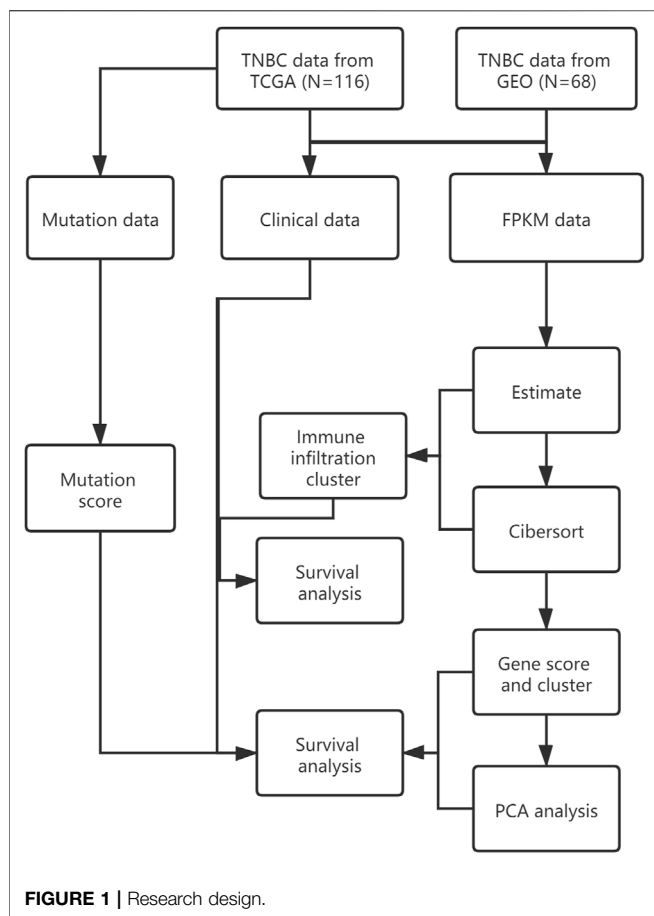 TNBC data from
TCGA (N=116)
TNBC data from
GEO (N=68)
Mutation data
Clinical data
FPKM data
Estimate
Immune
infiltration
cluster
Mutation
score
Cibersort
Survival
analysis
Gene score
and cluster
Survival
analysis
PCA analysis
FIGURE 1 | Research design.